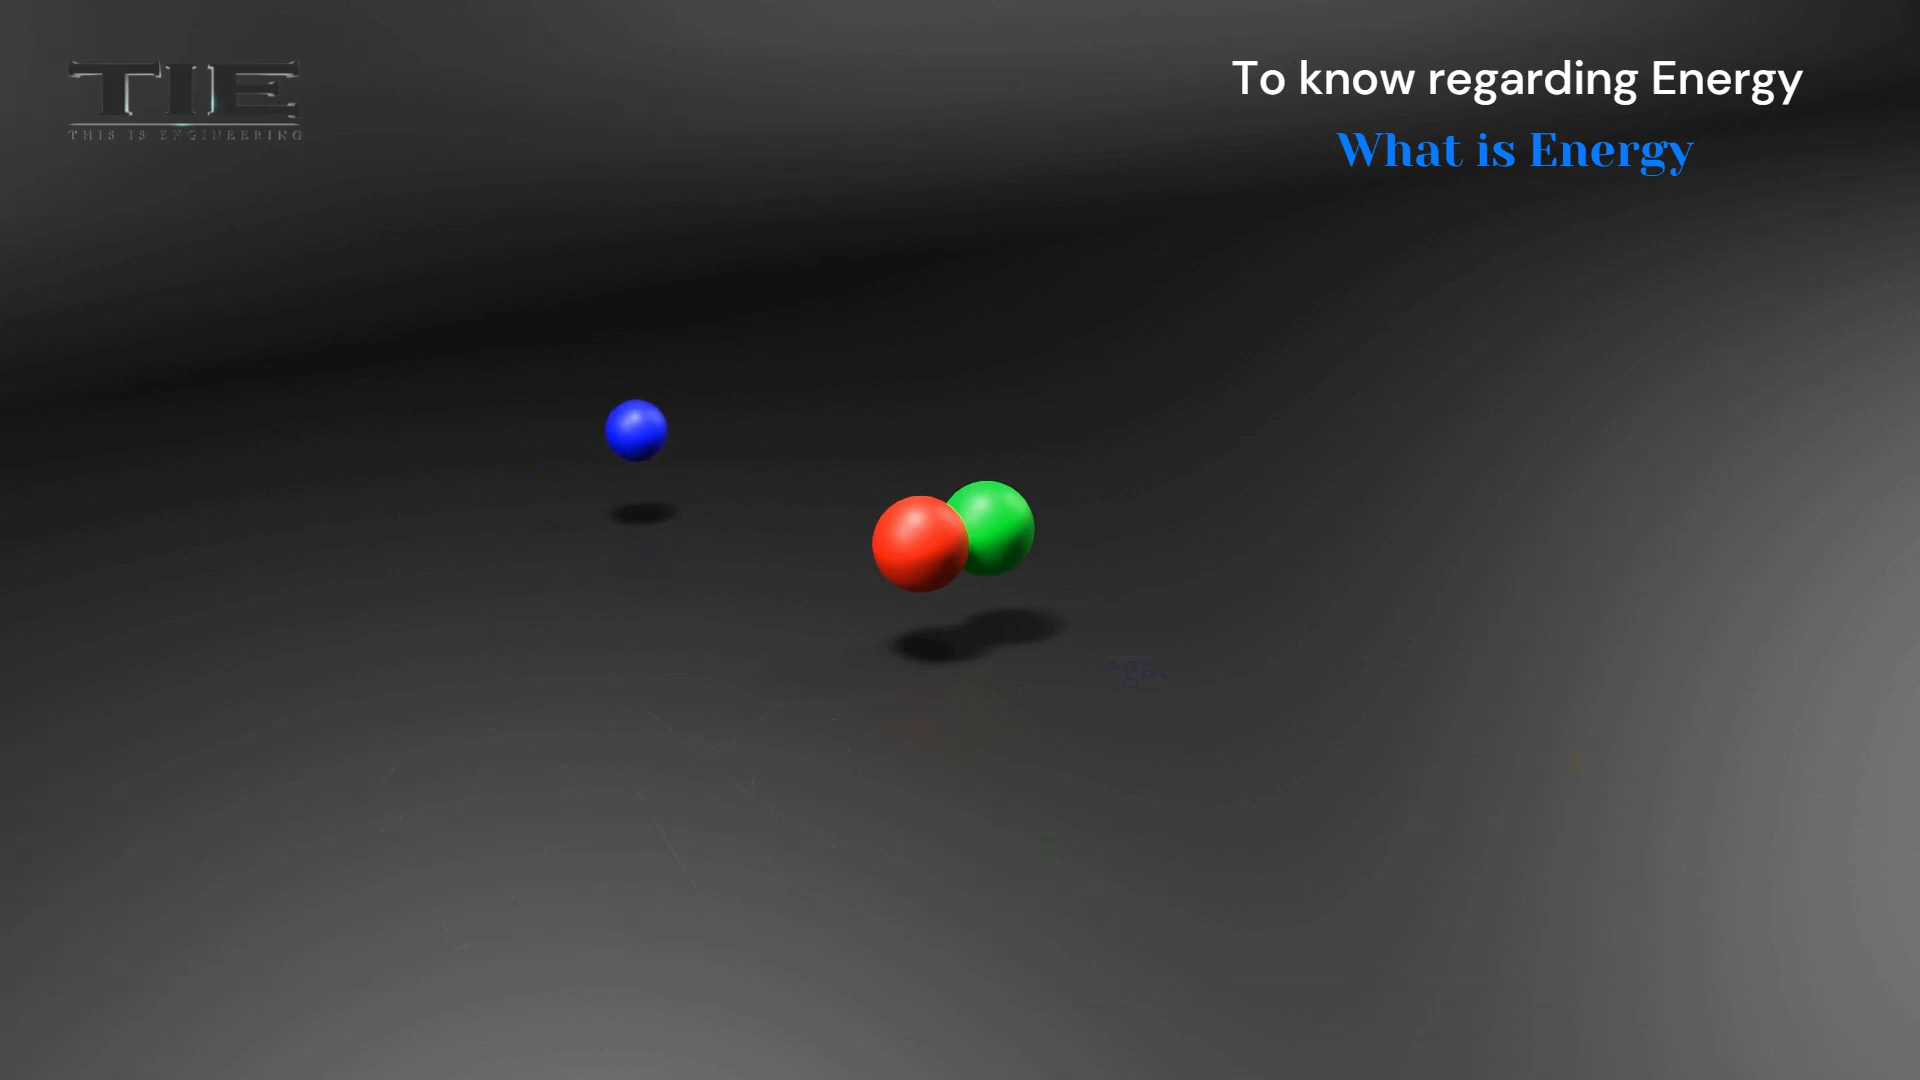 TIE
THIS IS ENGINEERING
To know regarding Energy
What is Energy